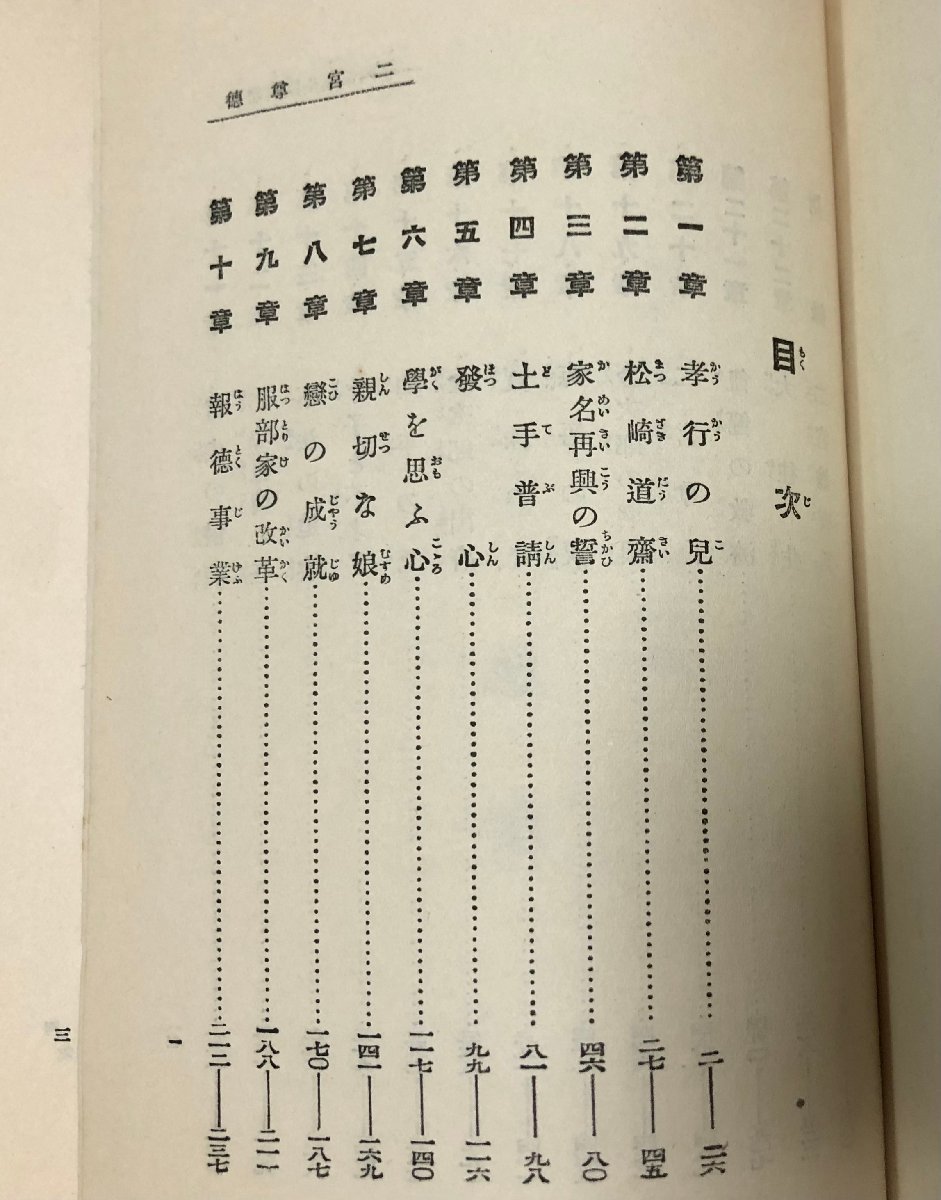 二宮尊德
目次
第一章 孝行の兒……二——二六
第二章 松崎道齋……二七——四五
第三章 家名再興の誓……四六——八〇
第四章 土手普請……八一——九八
第五章 發心……九九——一一六
第六章 學を思ふ心……一一七——一四〇
第七章 親切な娘……一四一——一六九
第八章 戀の成就……一七〇——一八七
第九章 服部家の改革……一八八——二一一
第十章 報德事業……二一二——二三七
一
三